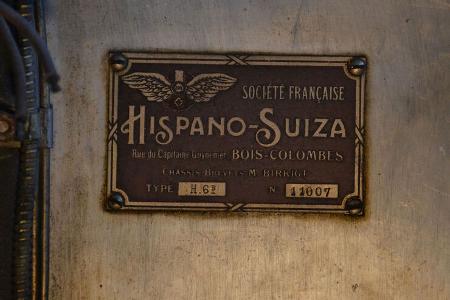 SOCIÉTÉ FRANÇAISE
HISPANO-SUIZA
Rue du Capitaine Guynemer BOIS-COLOMBES
CHASSIS BREVETS M. BIRKIGT
TYPE H.6B N 11007